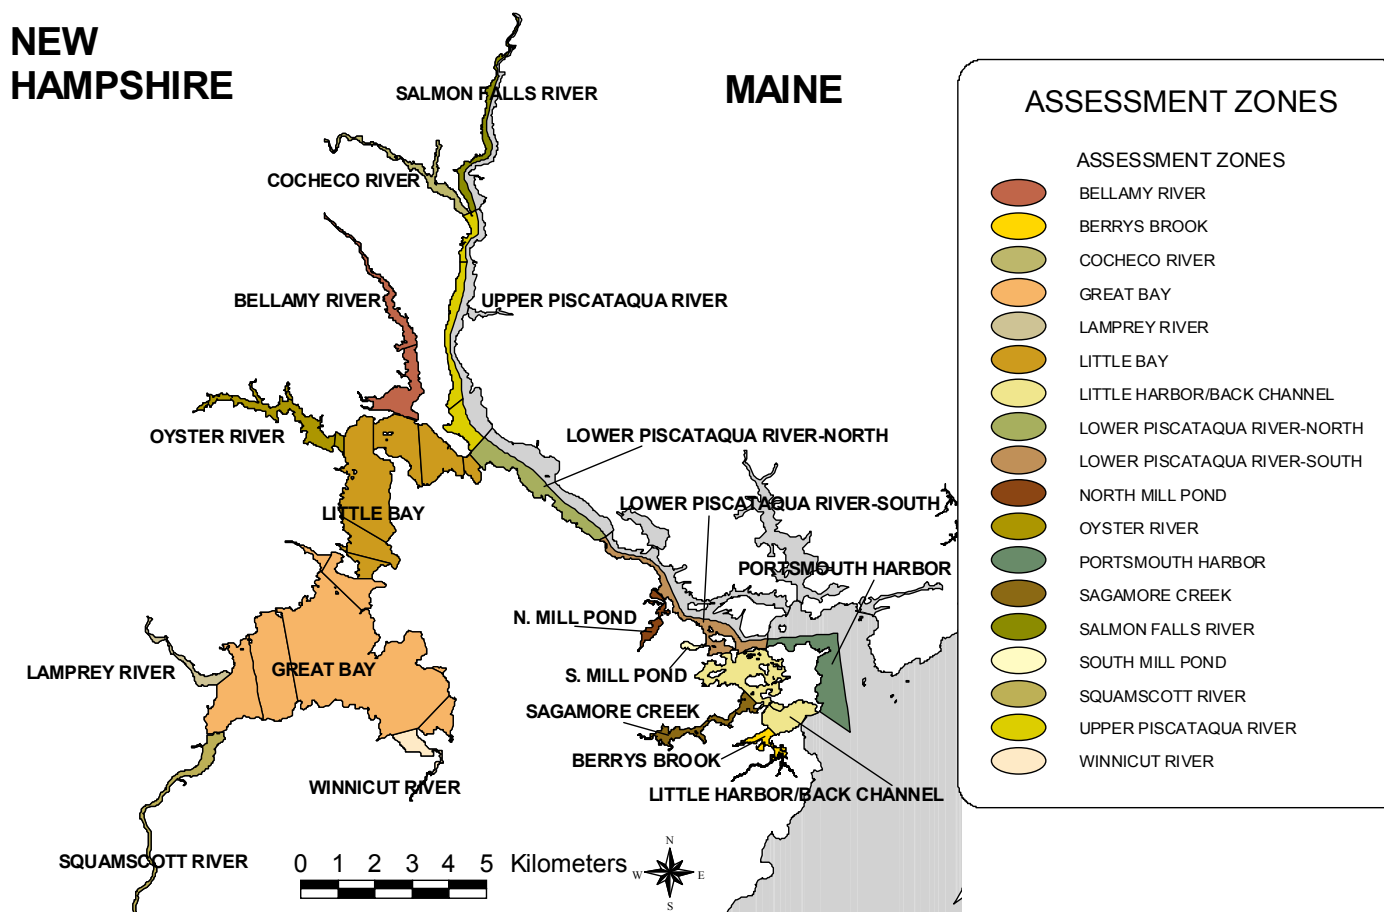 NEW
HAMPSHIRE
MAINE
SALMON FALLS RIVER
COCHECO RIVER
BELLAMY RIVER
UPPER PISCATAQUA RIVER
OYSTER RIVER
LOWER PISCATAQUA RIVER-NORTH
LOWER PISCATAQUA RIVER-SOUTH
LITTLE BAY
PORTSMOUTH HARBOR
N. MILL POND
LAMPREY RIVER
GREAT BAY
S. MILL POND
SAGAMORE CREEK
BERRYS BROOK
WINNICUT RIVER
LITTLE HARBOR/BACK CHANNEL
SQUAMSCOTT RIVER
0 1 2 3 4 5 Kilometers
N
W E
S
ASSESSMENT ZONES
ASSESSMENT ZONES
BELLAMY RIVER
BERRYS BROOK
COCHECO RIVER
GREAT BAY
LAMPREY RIVER
LITTLE BAY
LITTLE HARBOR/BACK CHANNEL
LOWER PISCATAQUA RIVER-NORTH
LOWER PISCATAQUA RIVER-SOUTH
NORTH MILL POND
OYSTER RIVER
PORTSMOUTH HARBOR
SAGAMORE CREEK
SALMON FALLS RIVER
SOUTH MILL POND
SQUAMSCOTT RIVER
UPPER PISCATAQUA RIVER
WINNICUT RIVER